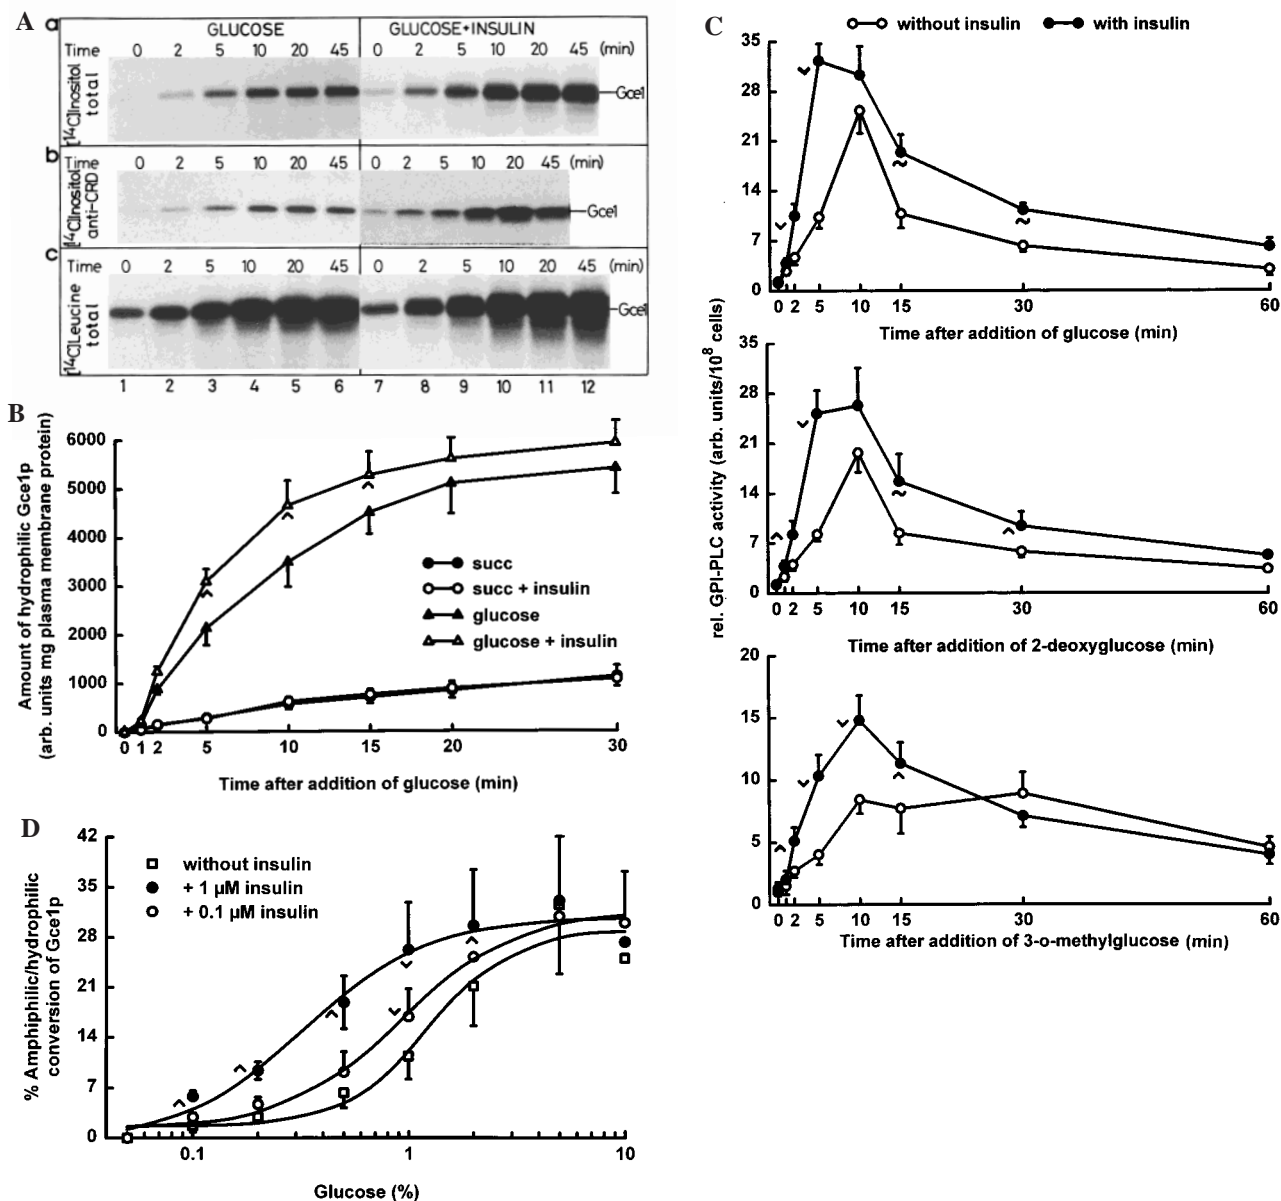 A
a
GLUCOSE
GLUCOSE+INSULIN
Time 0 2 5 10 20 45 0 2 5 10 20 45 (min)
[14C]Inositol
total
Gce1
b
Time 0 2 5 10 20 45 0 2 5 10 20 45 (min)
[14C]Inositol
anti-CRD
Gce1
c
Time 0 2 5 10 20 45 0 2 5 10 20 45 (min)
[14C]Leucine
total
Gce1
1 2 3 4 5 6 7 8 9 10 11 12
B
Amount of hydrophilic Gce1p
(arb. units mg plasma membrane protein)
6000
5000
4000
3000
2000
1000
0
succ
succ + insulin
glucose
glucose + insulin
0 1 2 5 10 15 20 30
Time after addition of glucose (min)
C
without insulin with insulin
rel. GPI-PLC activity (arb. units/10⁸ cells)
35
28
21
14
7
0
0 2 5 10 15 30 60
Time after addition of glucose (min)
35
28
21
14
7
0
0 2 5 10 15 30 60
Time after addition of 2-deoxyglucose (min)
20
15
10
5
0
0 2 5 10 15 30 60
Time after addition of 3-o-methylglucose (min)
D
% Amphiphilic/hydrophilic
conversion of Gce1p
42
35
28
21
14
7
0
without insulin
+ 1 µM insulin
+ 0.1 µM insulin
0.1 1 10
Glucose (%)